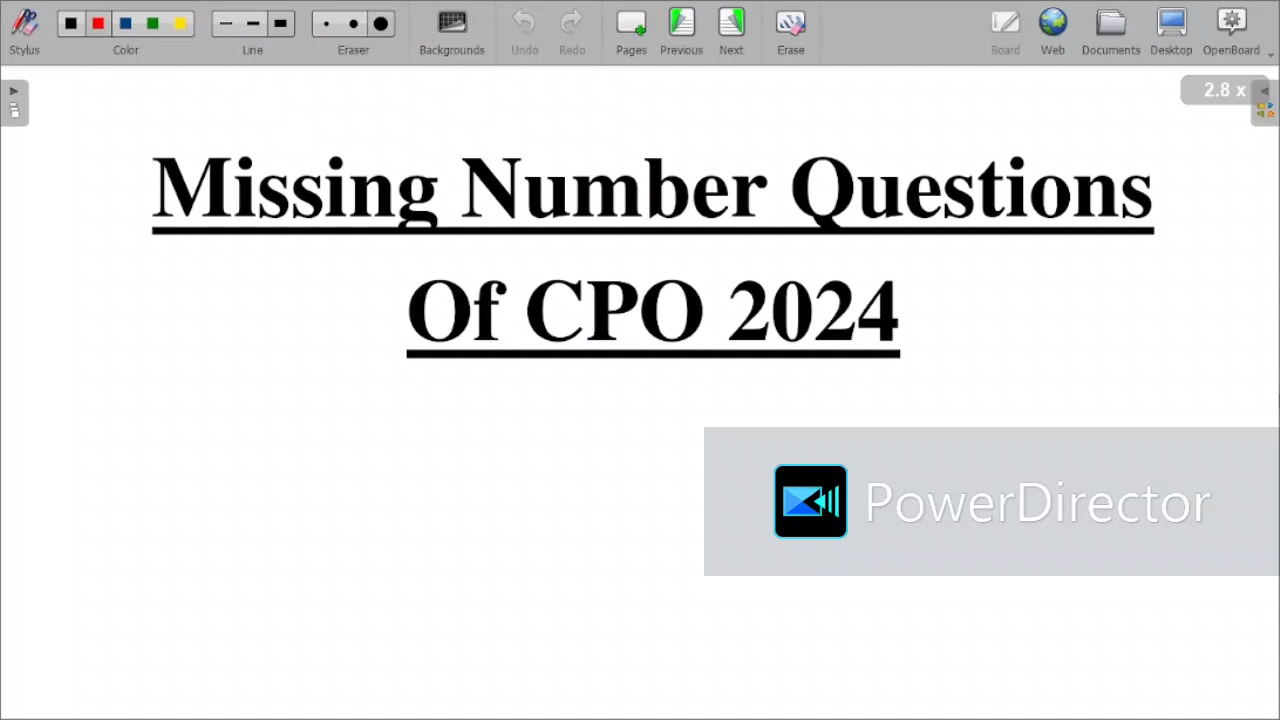 Stylus Color Line Eraser Backgrounds Undo Redo Pages Previous Next Erase Board Web Documents Desktop OpenBoard
2.8 x
Missing Number Questions
Of CPO 2024
PowerDirector